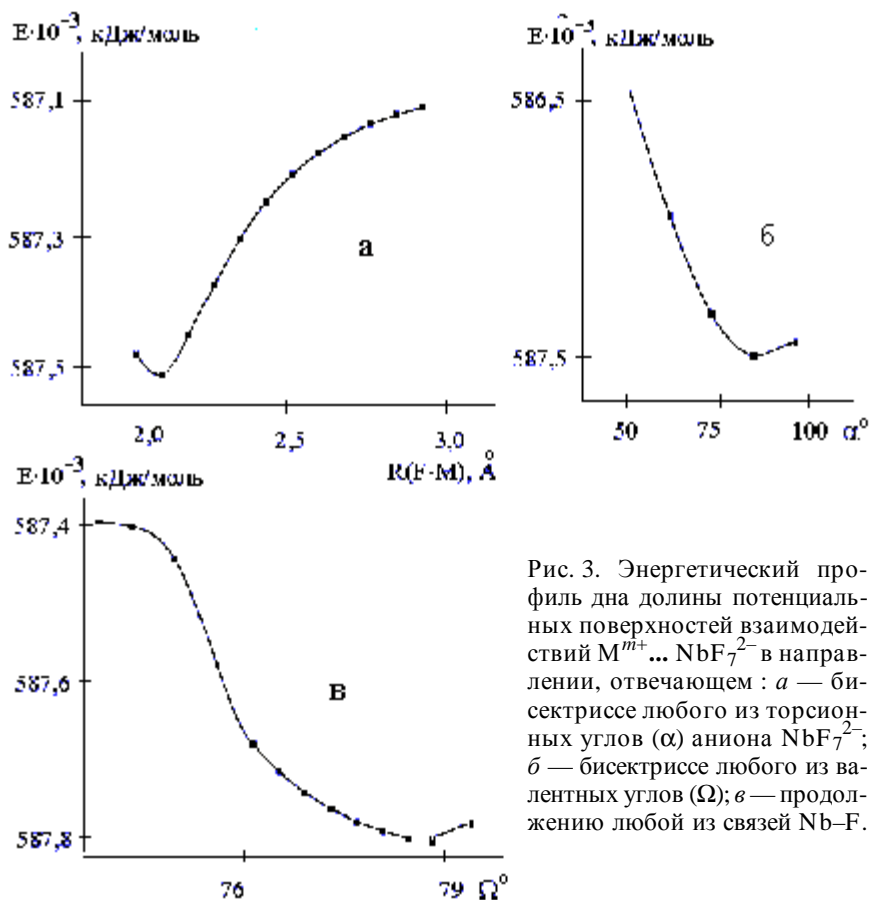 E·10⁻³, кДж/моль
587,1
587,3
587,5
а
2,0 2,5 3,0
R(F-M), Å
E·10⁻³, кДж/моль
586,5
587,5
б
50 75 100 α°
E·10⁻³, кДж/моль
587,4
587,6
587,8
в
76 79 Ω°
Рис. 3. Энергетический про-
филь дна долины потенциаль-
ных поверхностей взаимодей-
ствий Mᵐ⁺... NbF₇²⁻ в направ-
лении, отвечающем : а — би-
сектриссе любого из торсион-
ных углов (α) аниона NbF₇²⁻;
б — бисектриссе любого из ва-
лентных углов (Ω); в — продол-
жению любой из связей Nb–F.